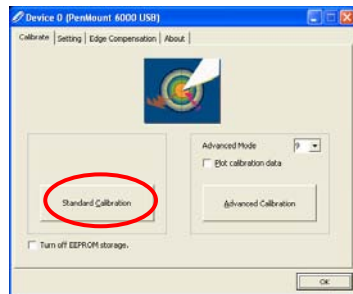 Device 0 (PenMount 6000 USB)
Calibrate Setting Edge Compensation About
Advanced Mode 9
Plot calibration data
Standard Calibration
Advanced Calibration
Turn off EEPROM storage.
OK